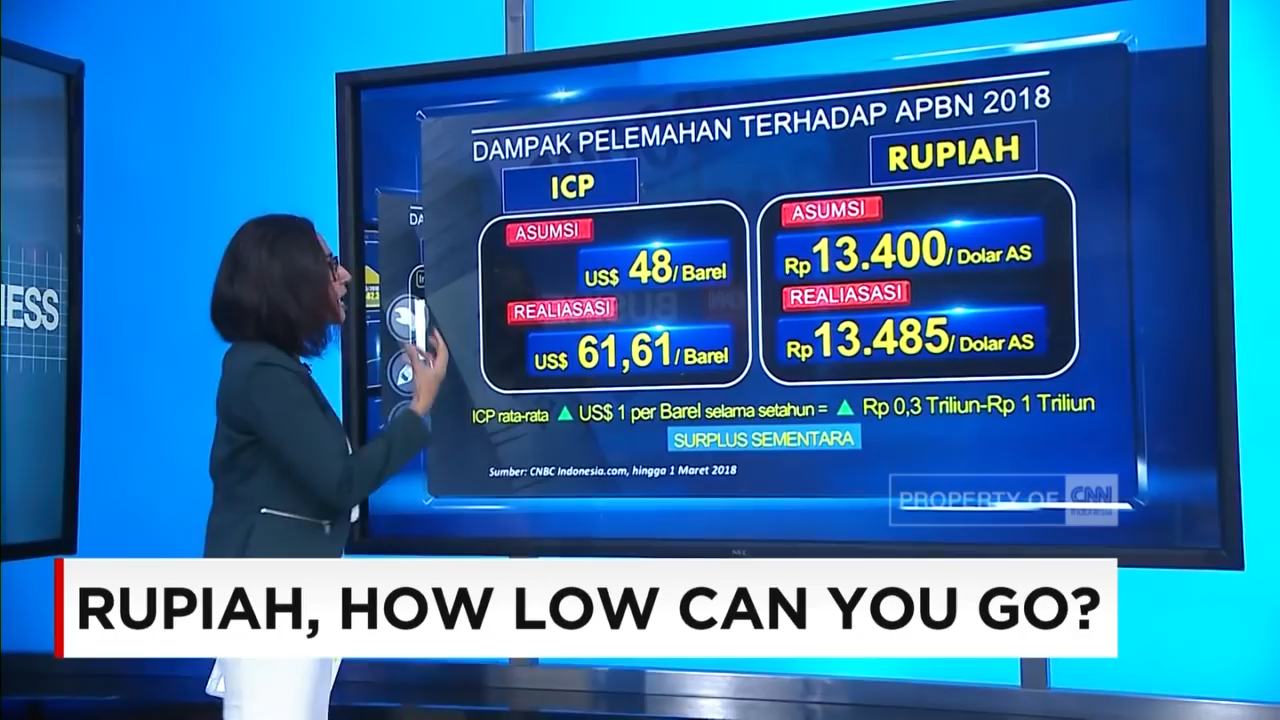 DAMPAK PELEMAHAN TERHADAP APBN 2018
ICP
ASUMSI
US$ 48/ Barel
REALIASASI
US$ 61,61/ Barel
RUPIAH
ASUMSI
Rp 13.400/ Dolar AS
REALIASASI
Rp 13.485/ Dolar AS
ICP rata-rata ▲ US$ 1 per Barel selama setahun = ▲ Rp 0,3 Triliun-Rp 1 Triliun
SURPLUS SEMENTARA
Sumber: CNBC Indonesia.com, hingga 1 Maret 2018
PROPERTY OF CNN
INDONESIA
NESS
DA
NEC
RUPIAH, HOW LOW CAN YOU GO?